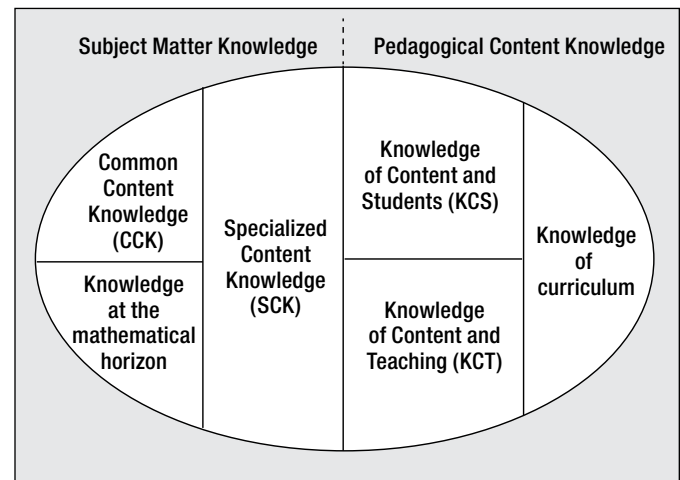 Subject Matter Knowledge
Pedagogical Content Knowledge
Common
Content
Knowledge
(CCK)
Knowledge
at the
mathematical
horizon
Specialized
Content
Knowledge
(SCK)
Knowledge
of Content and
Students (KCS)
Knowledge
of Content and
Teaching (KCT)
Knowledge
of
curriculum